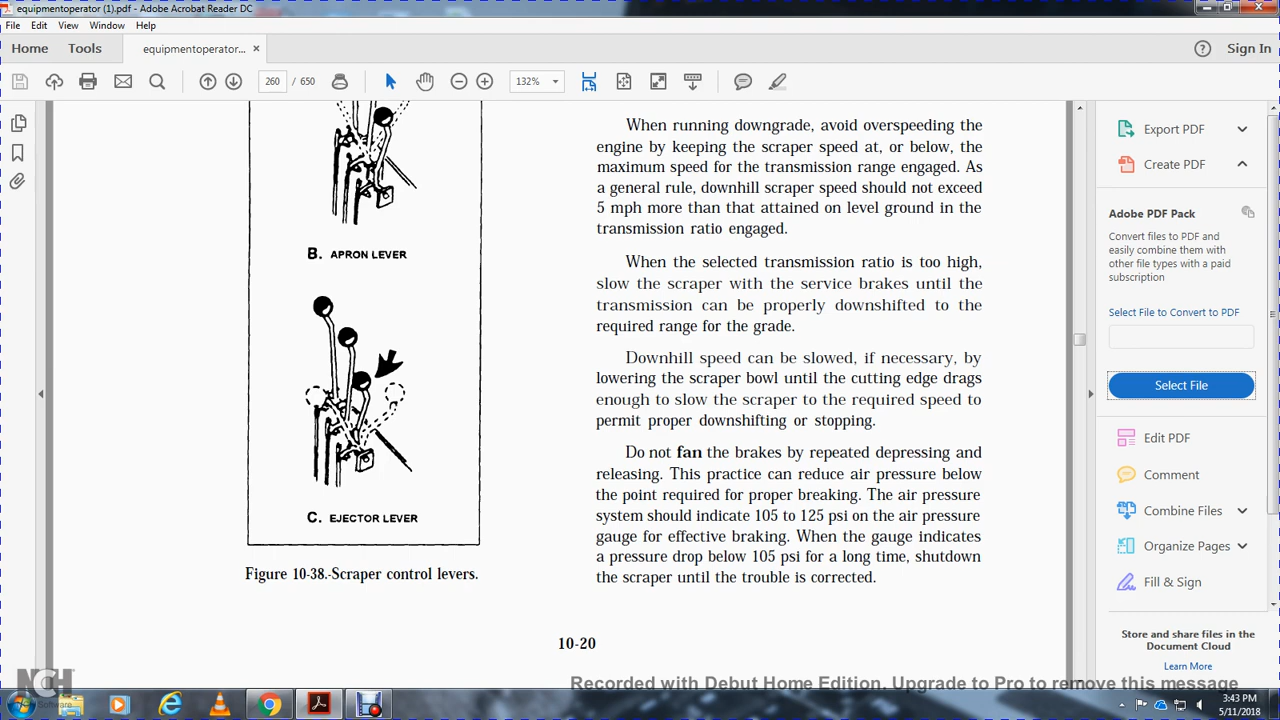 equipmentoperator (1).pdf - Adobe Acrobat Reader DC
File Edit View Window Help
Home Tools equipmentoperator... × Sign In
260 / 650 132%
When running downgrade, avoid overspeeding the
engine by keeping the scraper speed at, or below, the
maximum speed for the transmission range engaged. As
a general rule, downhill scraper speed should not exceed
5 mph more than that attained on level ground in the
transmission ratio engaged.
B. APRON LEVER
When the selected transmission ratio is too high,
slow the scraper with the service brakes until the
transmission can be properly downshifted to the
required range for the grade.
Downhill speed can be slowed, if necessary, by
lowering the scraper bowl until the cutting edge drags
enough to slow the scraper to the required speed to
permit proper downshifting or stopping.
Do not fan the brakes by repeated depressing and
releasing. This practice can reduce air pressure below
the point required for proper breaking. The air pressure
system should indicate 105 to 125 psi on the air pressure
gauge for effective braking. When the gauge indicates
a pressure drop below 105 psi for a long time, shutdown
the scraper until the trouble is corrected.
C. EJECTOR LEVER
Figure 10-38.-Scraper control levers.
10-20
Export PDF
Create PDF
Adobe PDF Pack
Convert files to PDF and
easily combine them with
other file types with a paid
subscription
Select File to Convert to PDF
Select File
Edit PDF
Comment
Combine Files
Organize Pages
Fill & Sign
Store and share files in the
Document Cloud
Learn More
NCH
Software
Recorded with Debut Home Edition. Upgrade to Pro to remove this message
3:43 PM
5/11/2018